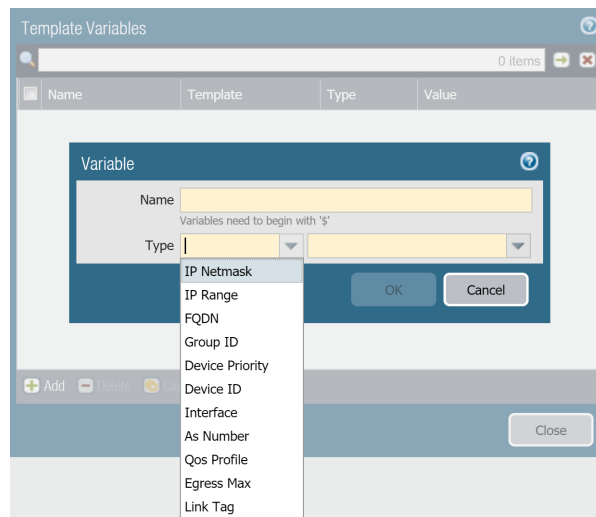 Template Variables
0 items
Name Template Type Value
Variable
Name
Variables need to begin with '$'
Type
IP Netmask
IP Range
FQDN
Group ID
Device Priority
Device ID
Interface
As Number
Qos Profile
Egress Max
Link Tag
OK Cancel
Add Delete
Close